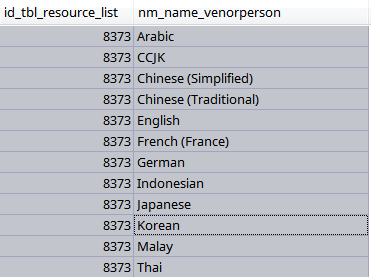 id_tbl_resource_list nm_name_venorperson
8373 Arabic
8373 CCJK
8373 Chinese (Simplified)
8373 Chinese (Traditional)
8373 English
8373 French (France)
8373 German
8373 Indonesian
8373 Japanese
8373 Korean
8373 Malay
8373 Thai